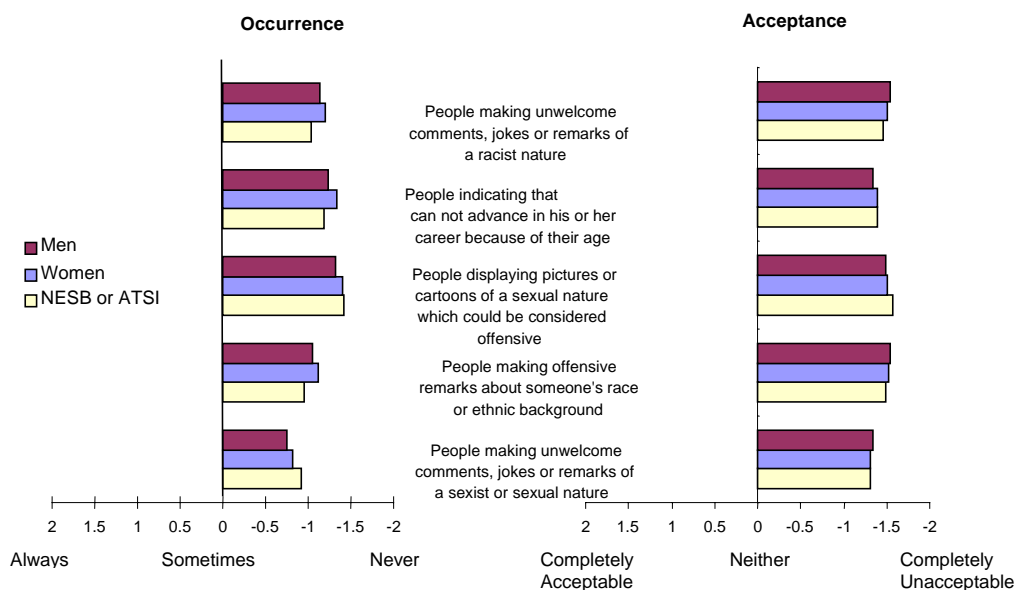 Occurrence
Acceptance
People making unwelcome
comments, jokes or remarks of
a racist nature
People indicating that
can not advance in his or her
career because of their age
Men
Women
NESB or ATSI
People displaying pictures or
cartoons of a sexual nature
which could be considered
offensive
People making offensive
remarks about someone's race
or ethnic background
People making unwelcome
comments, jokes or remarks of
a sexist or sexual nature
2 1.5 1 0.5 0 -0.5 -1 -1.5 -2
Always Sometimes Never
2 1.5 1 0.5 0 -0.5 -1 -1.5 -2
Completely
Acceptable
Neither
Completely
Unacceptable